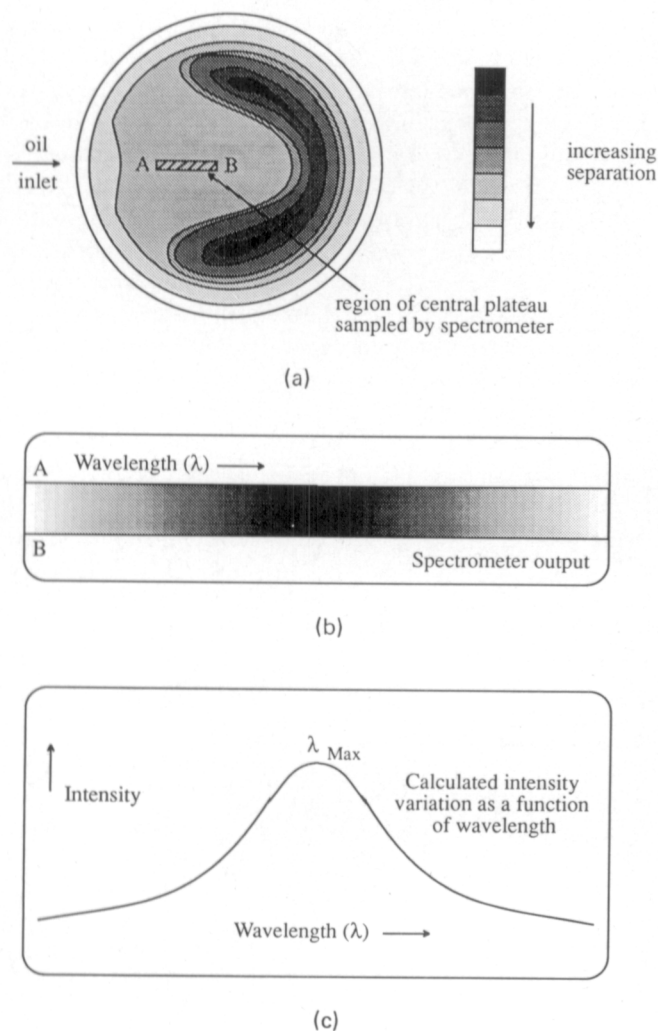 oil
inlet
A B
increasing
separation
region of central plateau
sampled by spectrometer
(a)
A
Wavelength (λ)
B
Spectrometer output
(b)
λ Max
Intensity
Calculated intensity
variation as a function
of wavelength
Wavelength (λ)
(c)